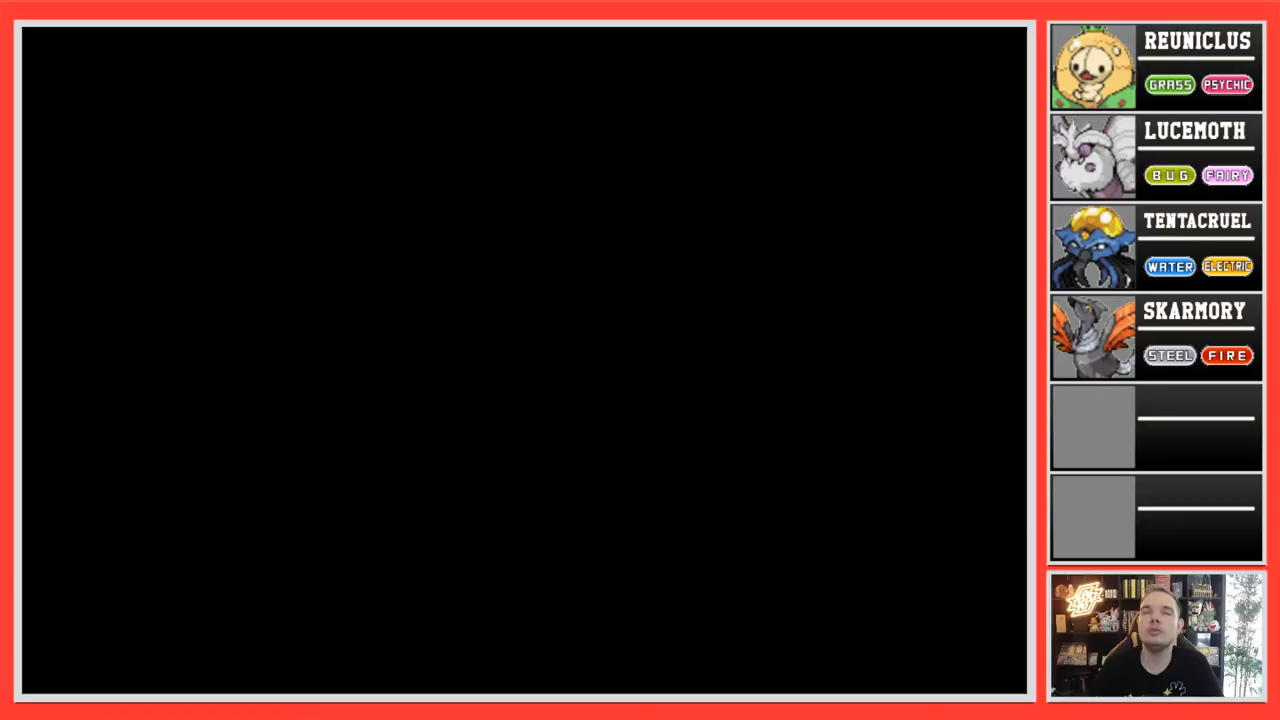 REUNICLUS
GRASS PSYCHIC
LUCEMOTH
BUG FAIRY
TENTACRUEL
WATER ELECTRIC
SKARMORY
STEEL FIRE